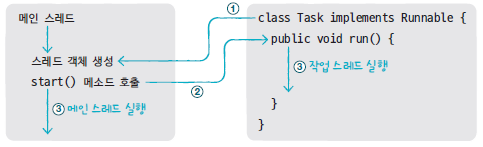 메인 스레드
스레드 객체 생성
start() 메소드 호출
③ 메인 스레드 실행
①
②
class Task implements Runnable {
public void run() {
③ 작업 스레드 실행
}
}